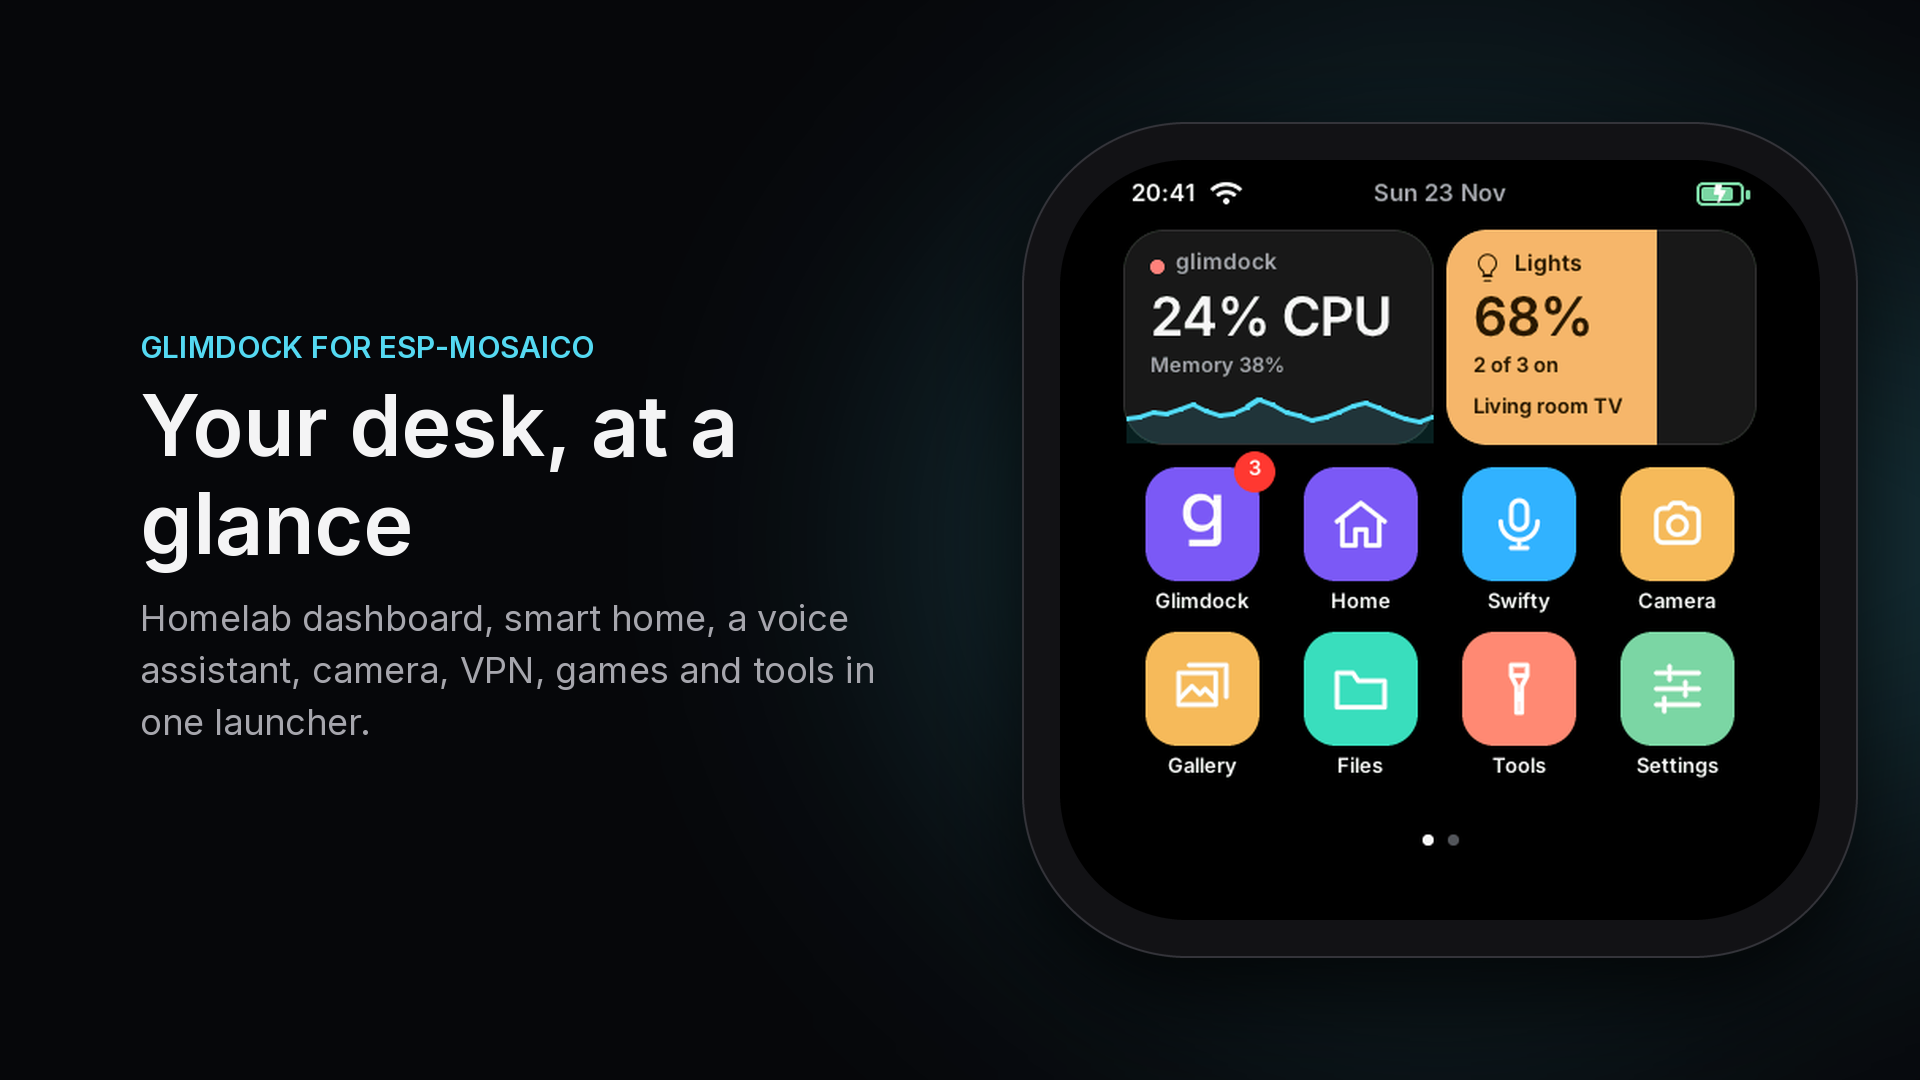 GLIMDOCK FOR ESP-MOSAICO
Your desk, at a
glance
Homelab dashboard, smart home, a voice
assistant, camera, VPN, games and tools in
one launcher.
20:41
Sun 23 Nov
glimdock
24% CPU
Memory 38%
Lights
68%
2 of 3 on
Living room TV
g
3
Glimdock
Home
Swifty
Camera
Gallery
Files
Tools
Settings